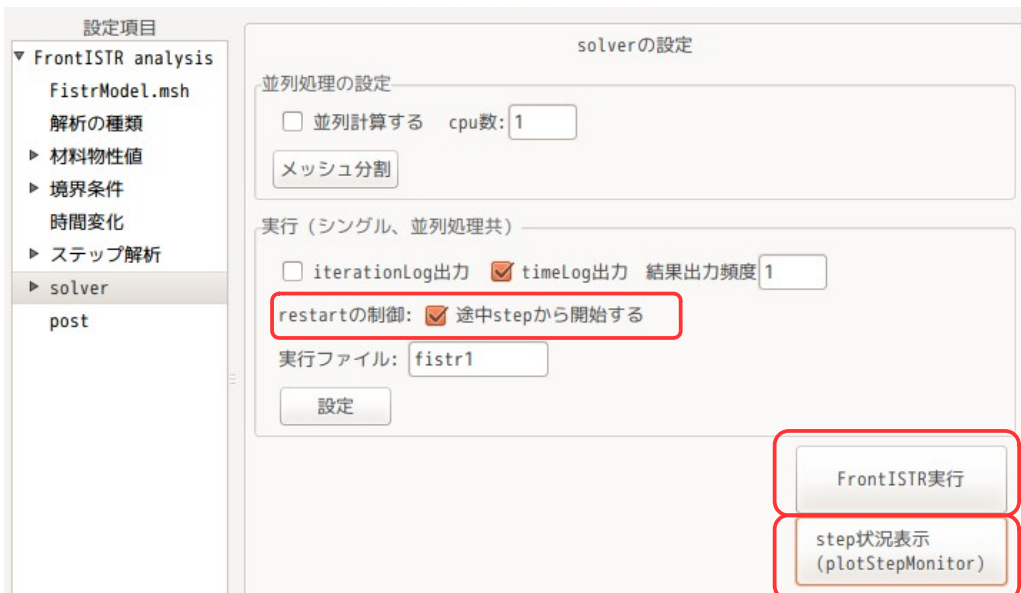 設定項目
FrontISTR analysis
FistrModel.msh
解析の種類
材料物性値
境界条件
時間変化
ステップ解析
solver
post
solverの設定
並列処理の設定
並列計算する cpu数: 1
メッシュ分割
実行 (シングル、並列処理共)
iterationLog出力 timeLog出力 結果出力頻度 1
restartの制御: 途中stepから開始する
実行ファイル: fistr1
設定
FrontISTR実行
step状況表示
(plotStepMonitor)